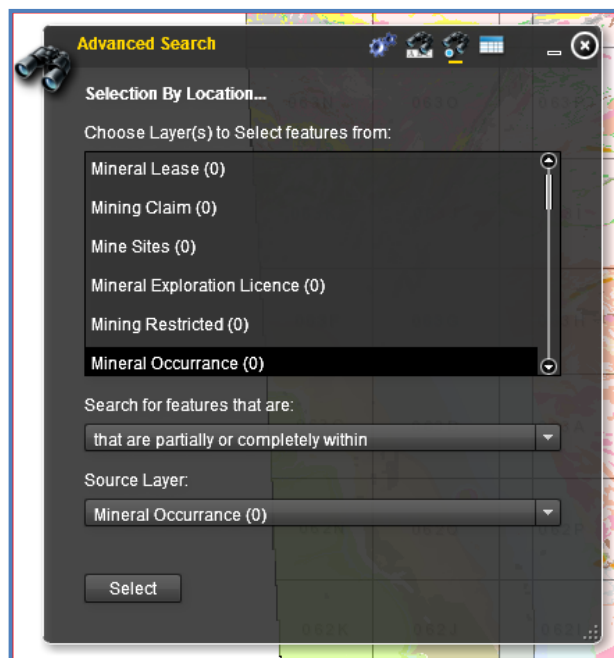 Advanced Search
Selection By Location...
Choose Layer(s) to Select features from:
Mineral Lease (0)
Mining Claim (0)
Mine Sites (0)
Mineral Exploration Licence (0)
Mining Restricted (0)
Mineral Occurrance (0)
Search for features that are:
that are partially or completely within
Source Layer:
Mineral Occurrance (0)
Select